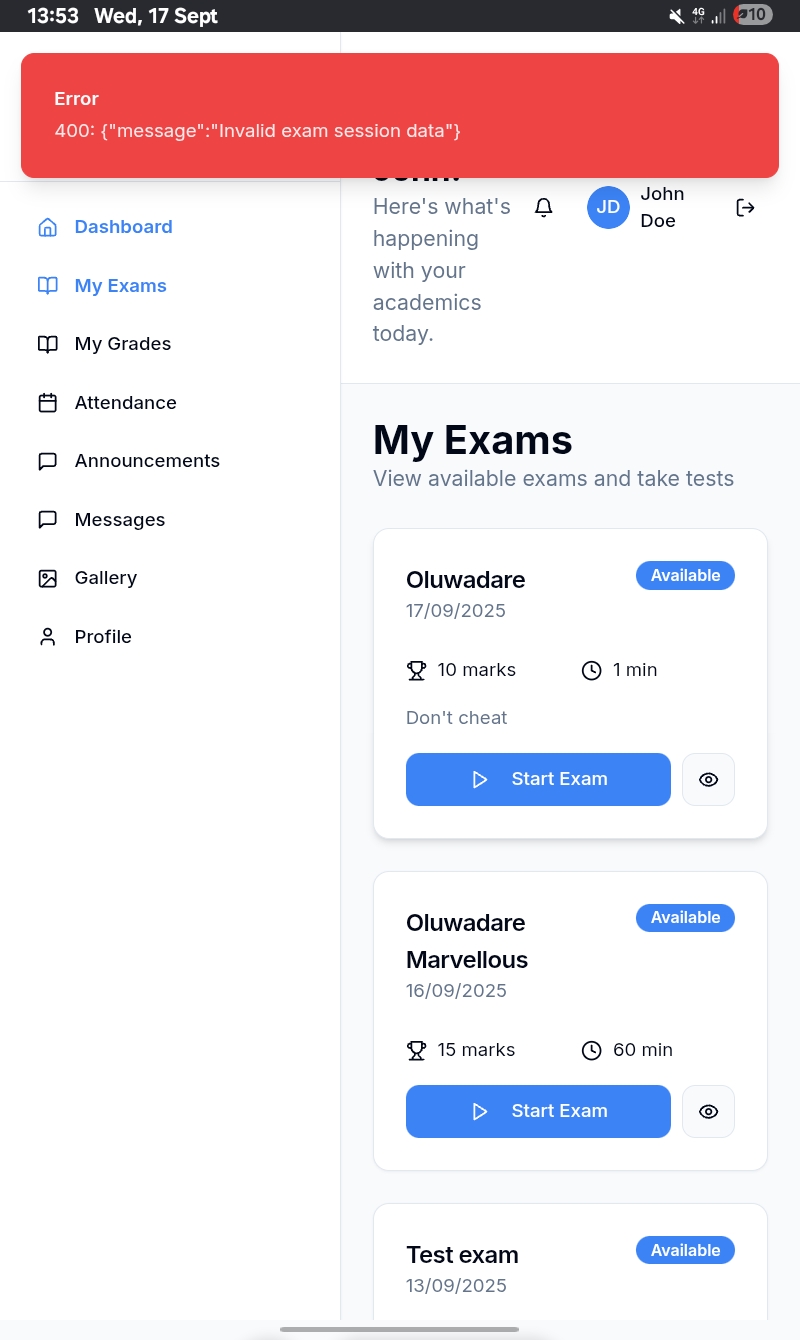 13:53 Wed, 17 Sept
4G
10
Error
400: {"message":"Invalid exam session data"}
Here's what's
happening
with your
academics
today.
JD
John
Doe
Dashboard
My Exams
My Grades
Attendance
Announcements
Messages
Gallery
Profile
My Exams
View available exams and take tests
Oluwadare
Available
17/09/2025
10 marks
1 min
Don't cheat
Start Exam
Oluwadare
Marvellous
Available
16/09/2025
15 marks
60 min
Start Exam
Test exam
Available
13/09/2025